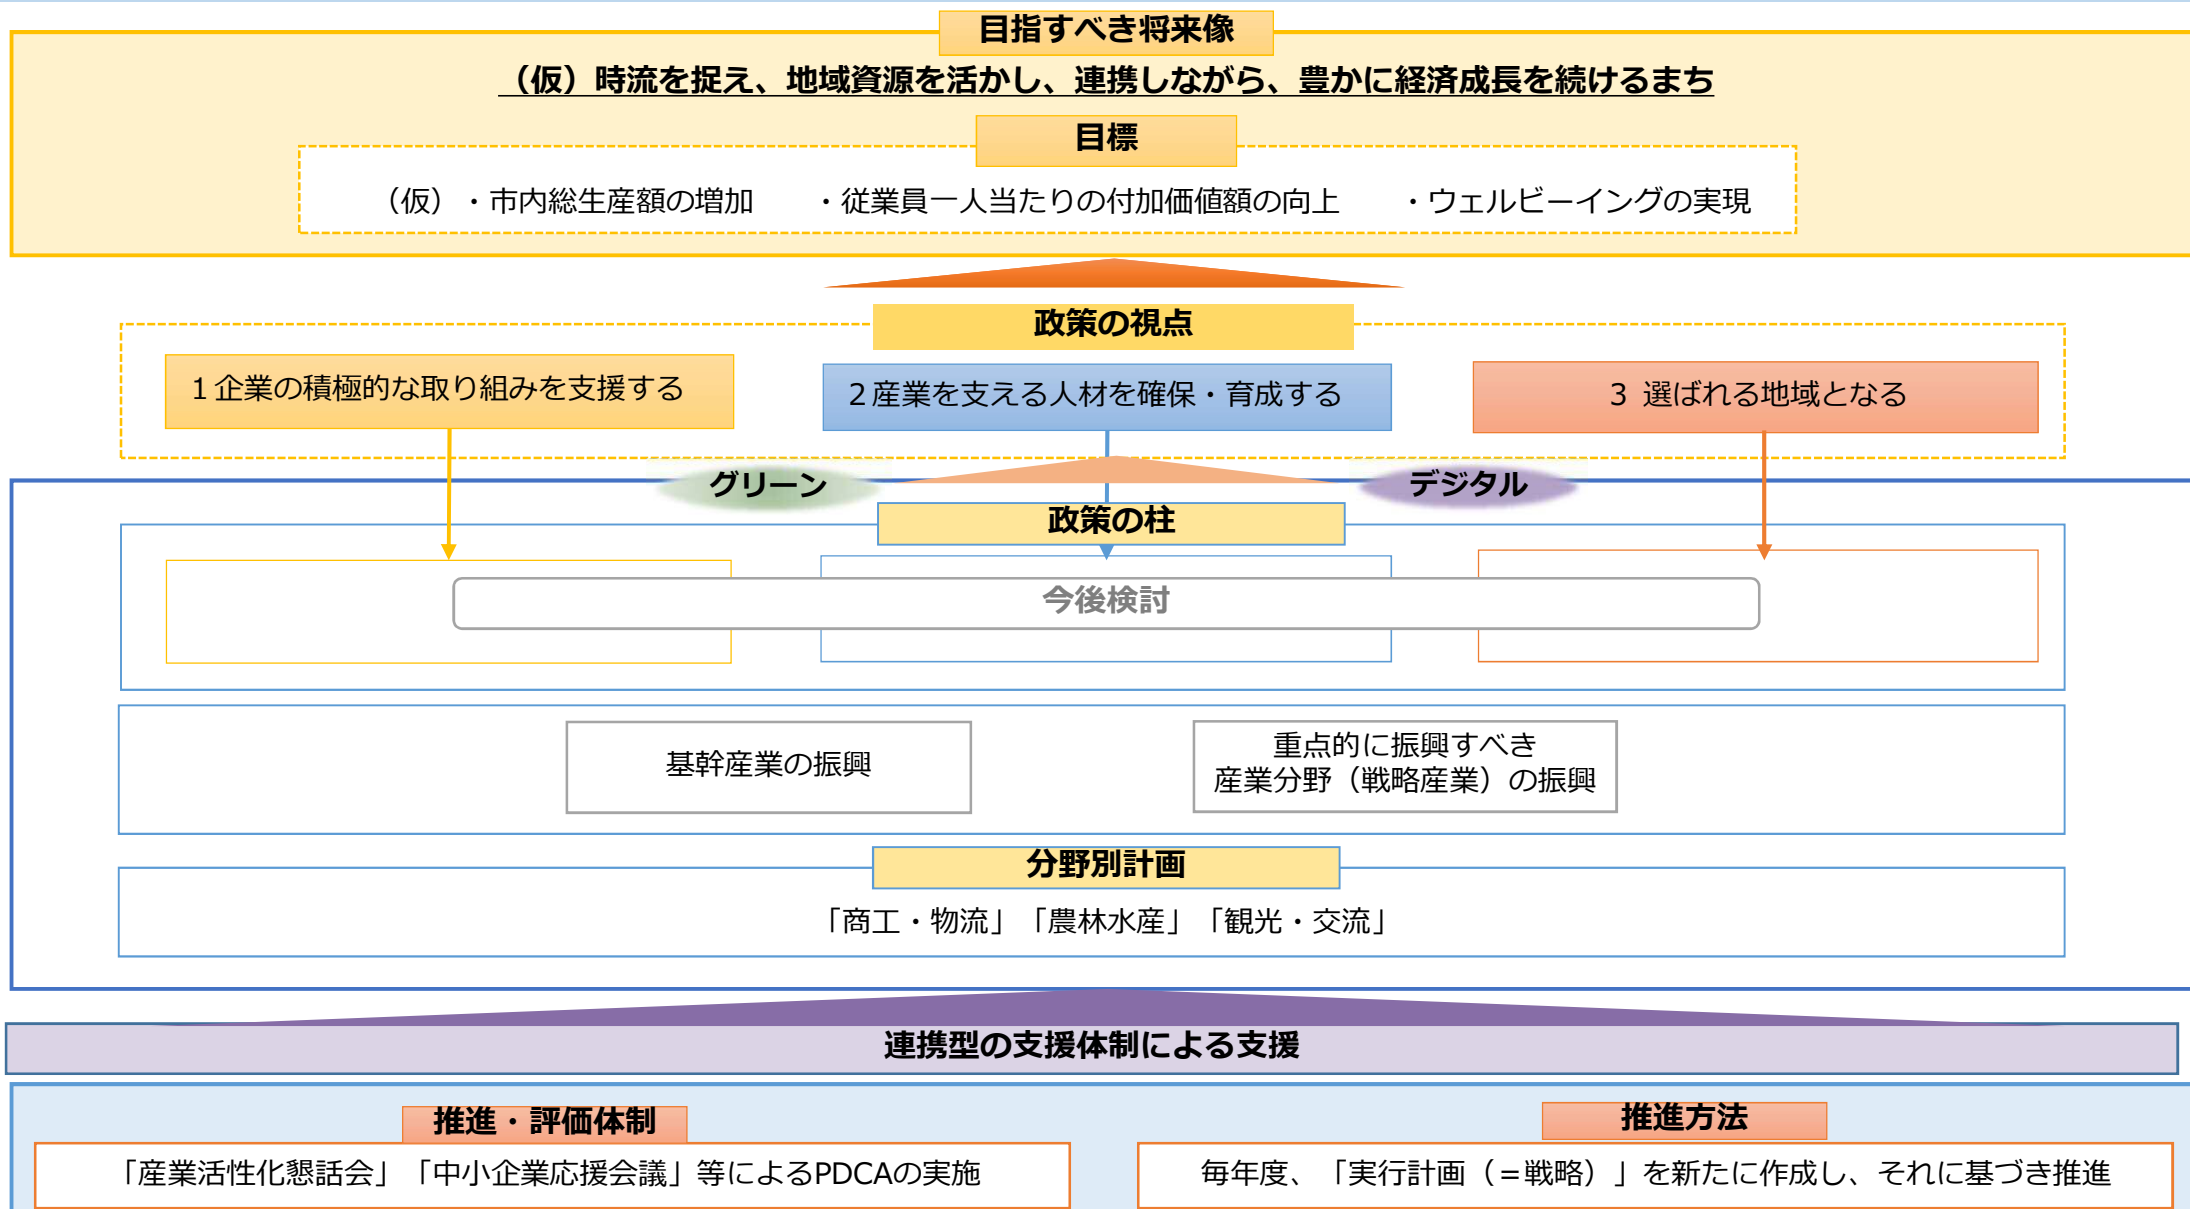 目指すべき将来像
（仮）時流を捉え、地域資源を活かし、連携しながら、豊かに経済成長を続けるまち
目標
（仮）・市内総生産額の増加　　・従業員一人当たりの付加価値額の向上　　・ウェルビーイングの実現
政策の視点
１企業の積極的な取り組みを支援する
２産業を支える人材を確保・育成する
３ 選ばれる地域となる
グリーン
デジタル
政策の柱
今後検討
基幹産業の振興
重点的に振興すべき
産業分野（戦略産業）の振興
分野別計画
「商工・物流」「農林水産」「観光・交流」
連携型の支援体制による支援
推進・評価体制
「産業活性化懇話会」「中小企業応援会議」等によるPDCAの実施
推進方法
毎年度、「実行計画（＝戦略）」を新たに作成し、それに基づき推進